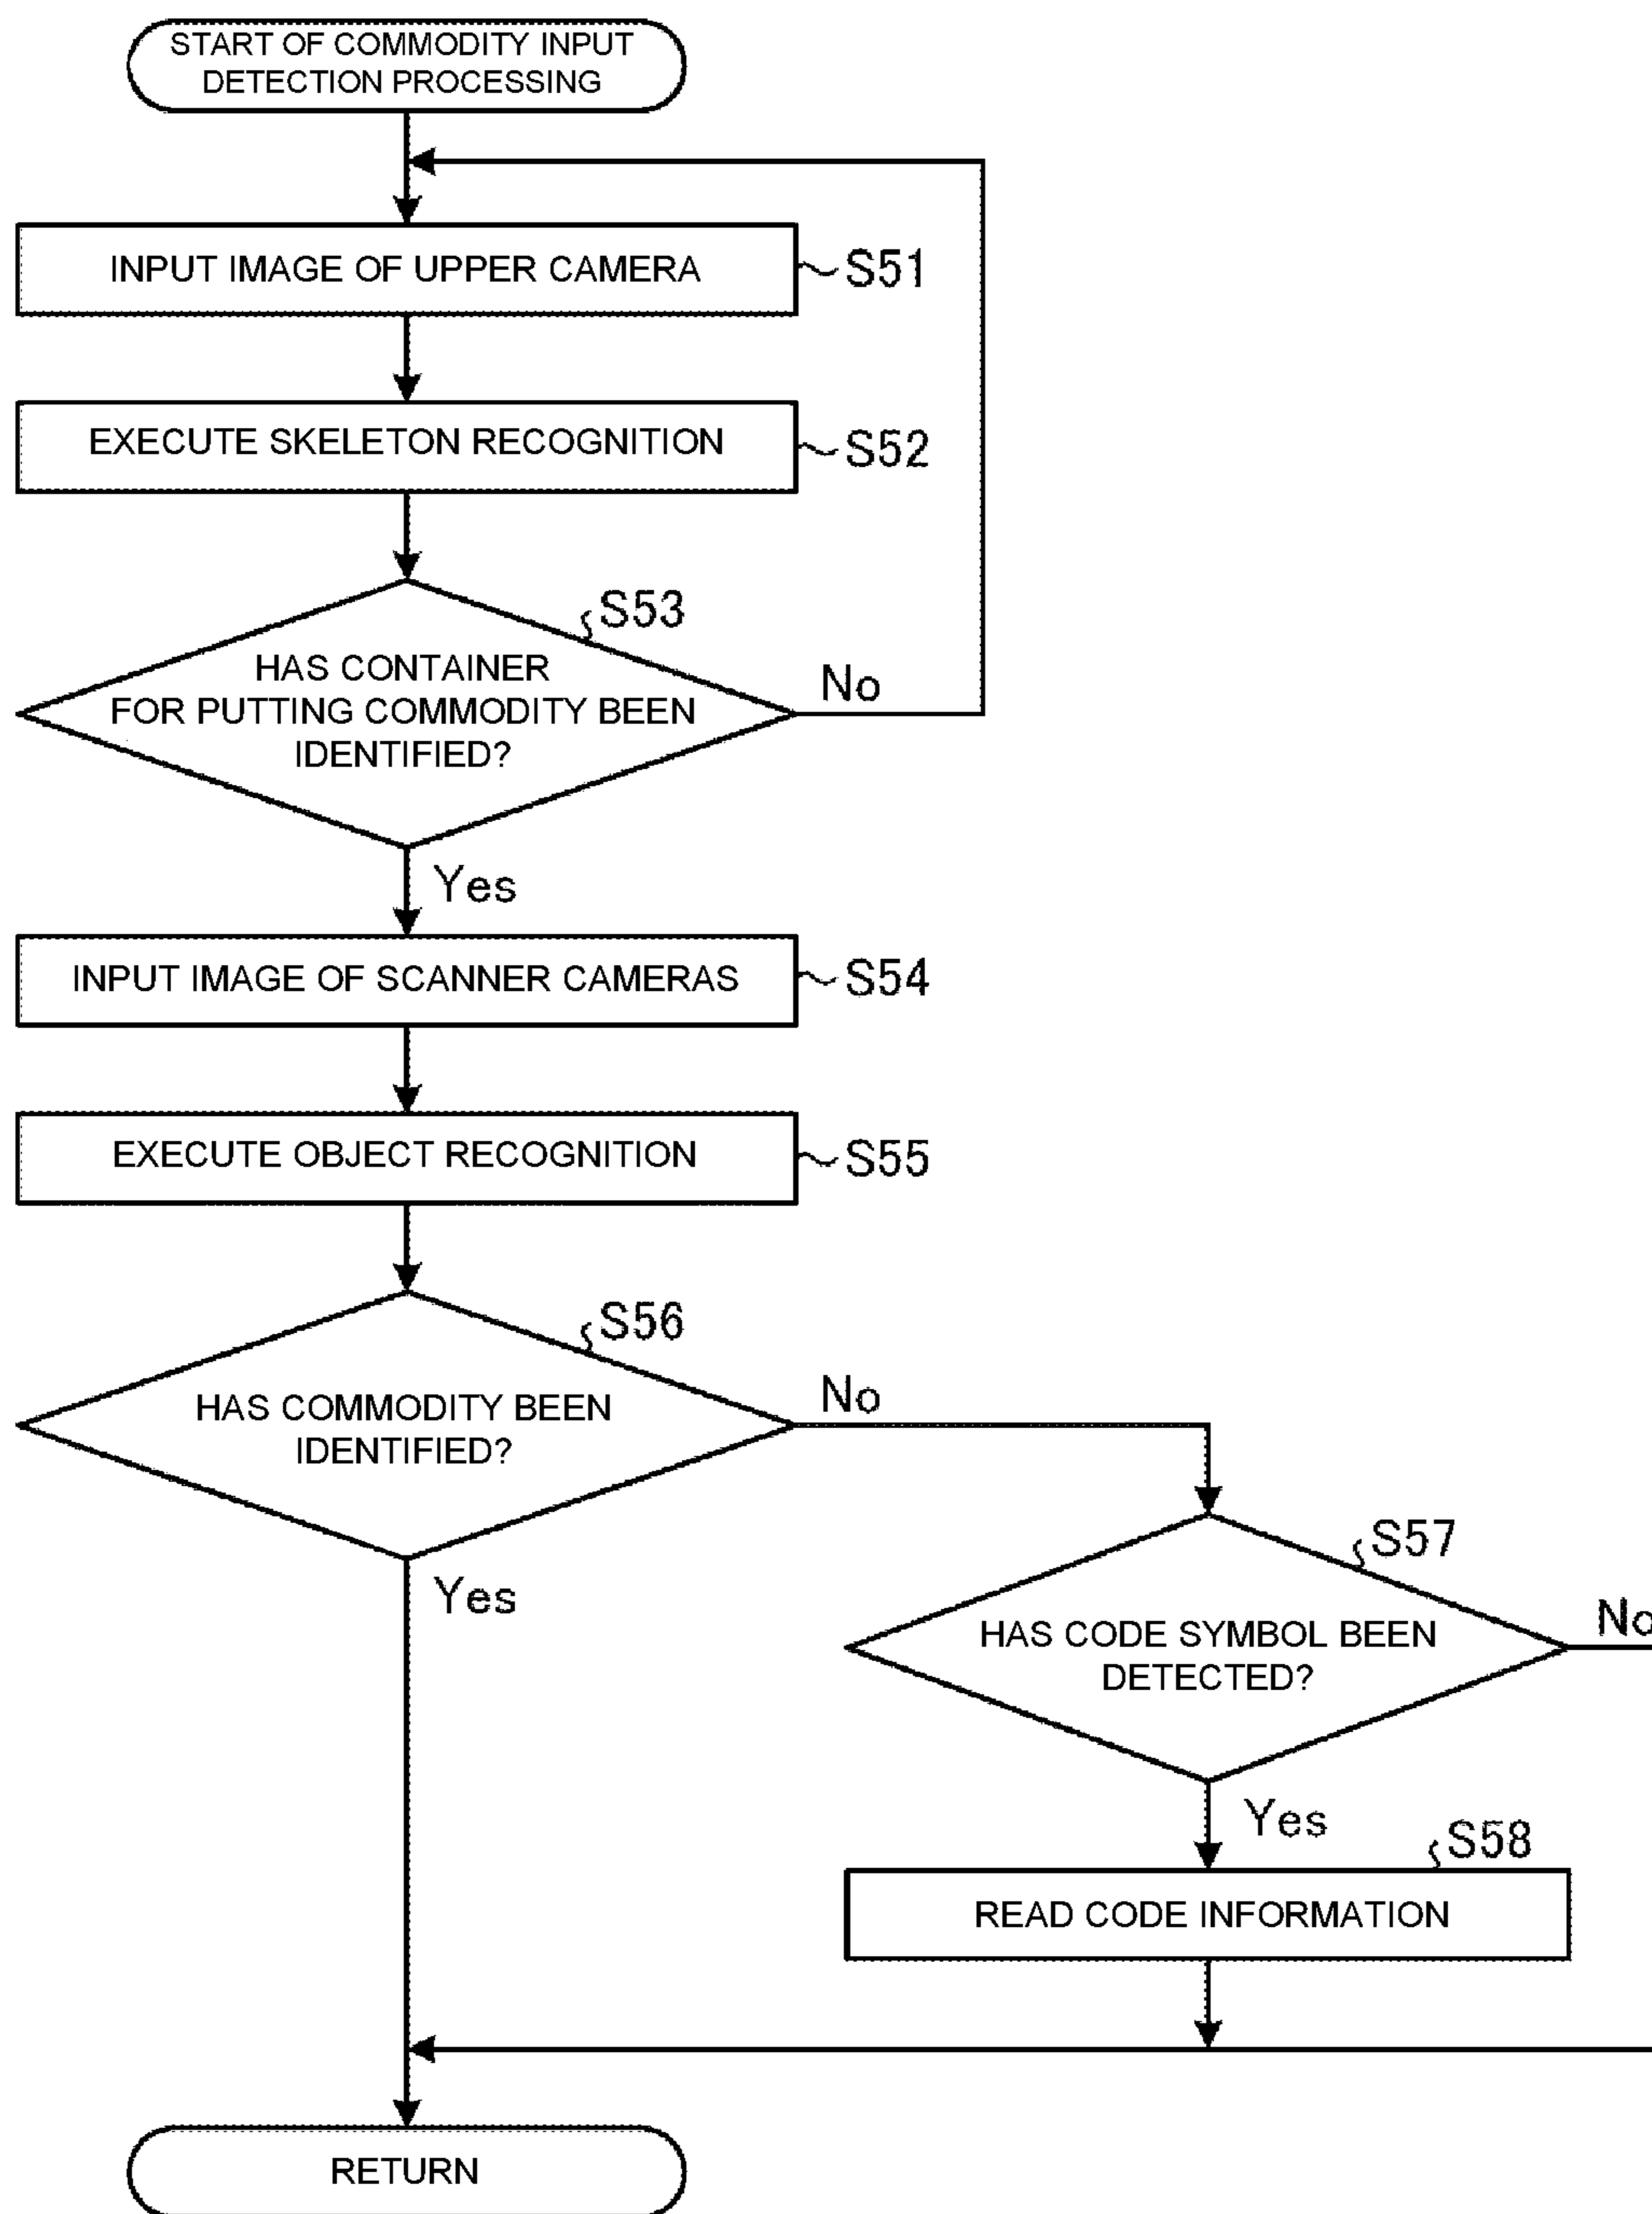 START OF COMMODITY INPUT
DETECTION PROCESSING
INPUT IMAGE OF UPPER CAMERA
S51
EXECUTE SKELETON RECOGNITION
S52
S53
HAS CONTAINER
FOR PUTTING COMMODITY BEEN
IDENTIFIED?
No
Yes
INPUT IMAGE OF SCANNER CAMERAS
S54
EXECUTE OBJECT RECOGNITION
S55
S56
HAS COMMODITY BEEN
IDENTIFIED?
No
Yes
S57
HAS CODE SYMBOL BEEN
DETECTED?
No
Yes
S58
READ CODE INFORMATION
RETURN